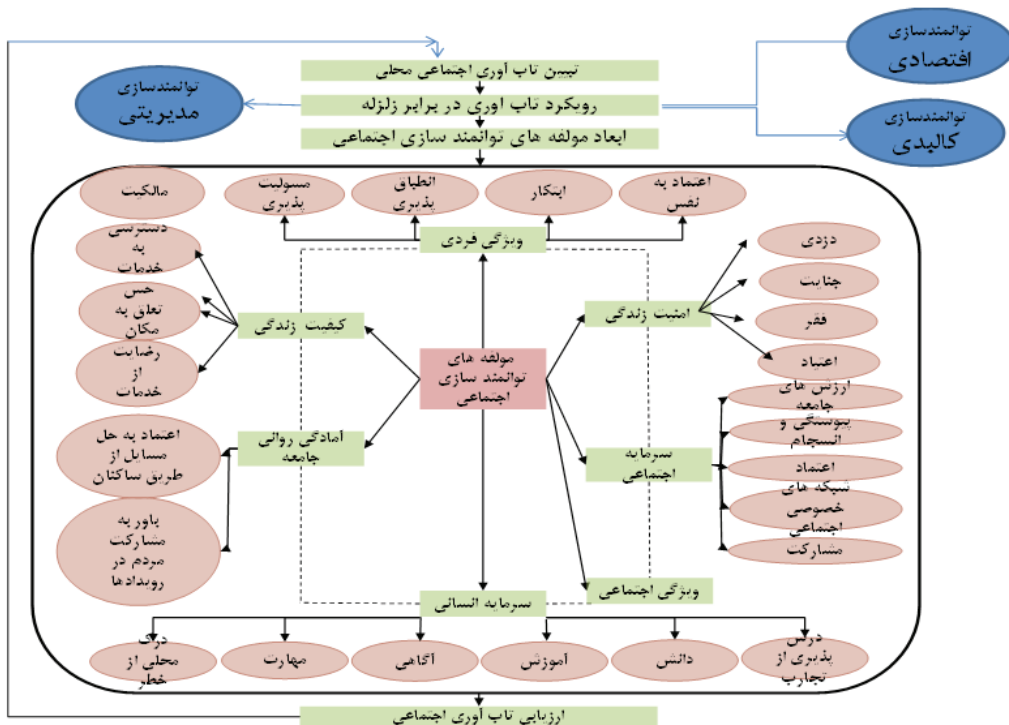 توانمندسازی
اقتصادی
تبیین تاب آوری اجتماعی محلی
توانمندسازی
مدیریتی
رویکرد تاب آوری در برابر زلزله
توانمندسازی
کالبدی
ابعاد مولفه های توانمند سازی اجتماعی
اعتماد به
نفس
ابتکار
انطباق
پذیری
مسولیت
پذیری
مالکیت
ویژگی فردی
دزدی
دسترسی
به
خدمات
جنایت
حس
تعلق به
مکان
امنیت زندگی
کیفیت زندگی
فقر
رضایت
از
خدمات
اعتیاد
مولفه های
توانمند سازی
اجتماعی
ارزش های
جامعه
پیوستگی و
انسجام
آمادگی روانی
جامعه
اعتماد به حل
مسایل از
طریق ساکنان
سرمایه
اجتماعی
اعتماد
شبکه های
خصوصی
اجتماعی
مشارکت
باور به
مشارکت
مردم در
رویدادها
ویژگی اجتماعی
سرمایه انسانی
درس
پذیری از
تجارب
دانش
آموزش
آگاهی
مهارت
درک
محلی از
خطر
ارزیابی تاب آوری اجتماعی